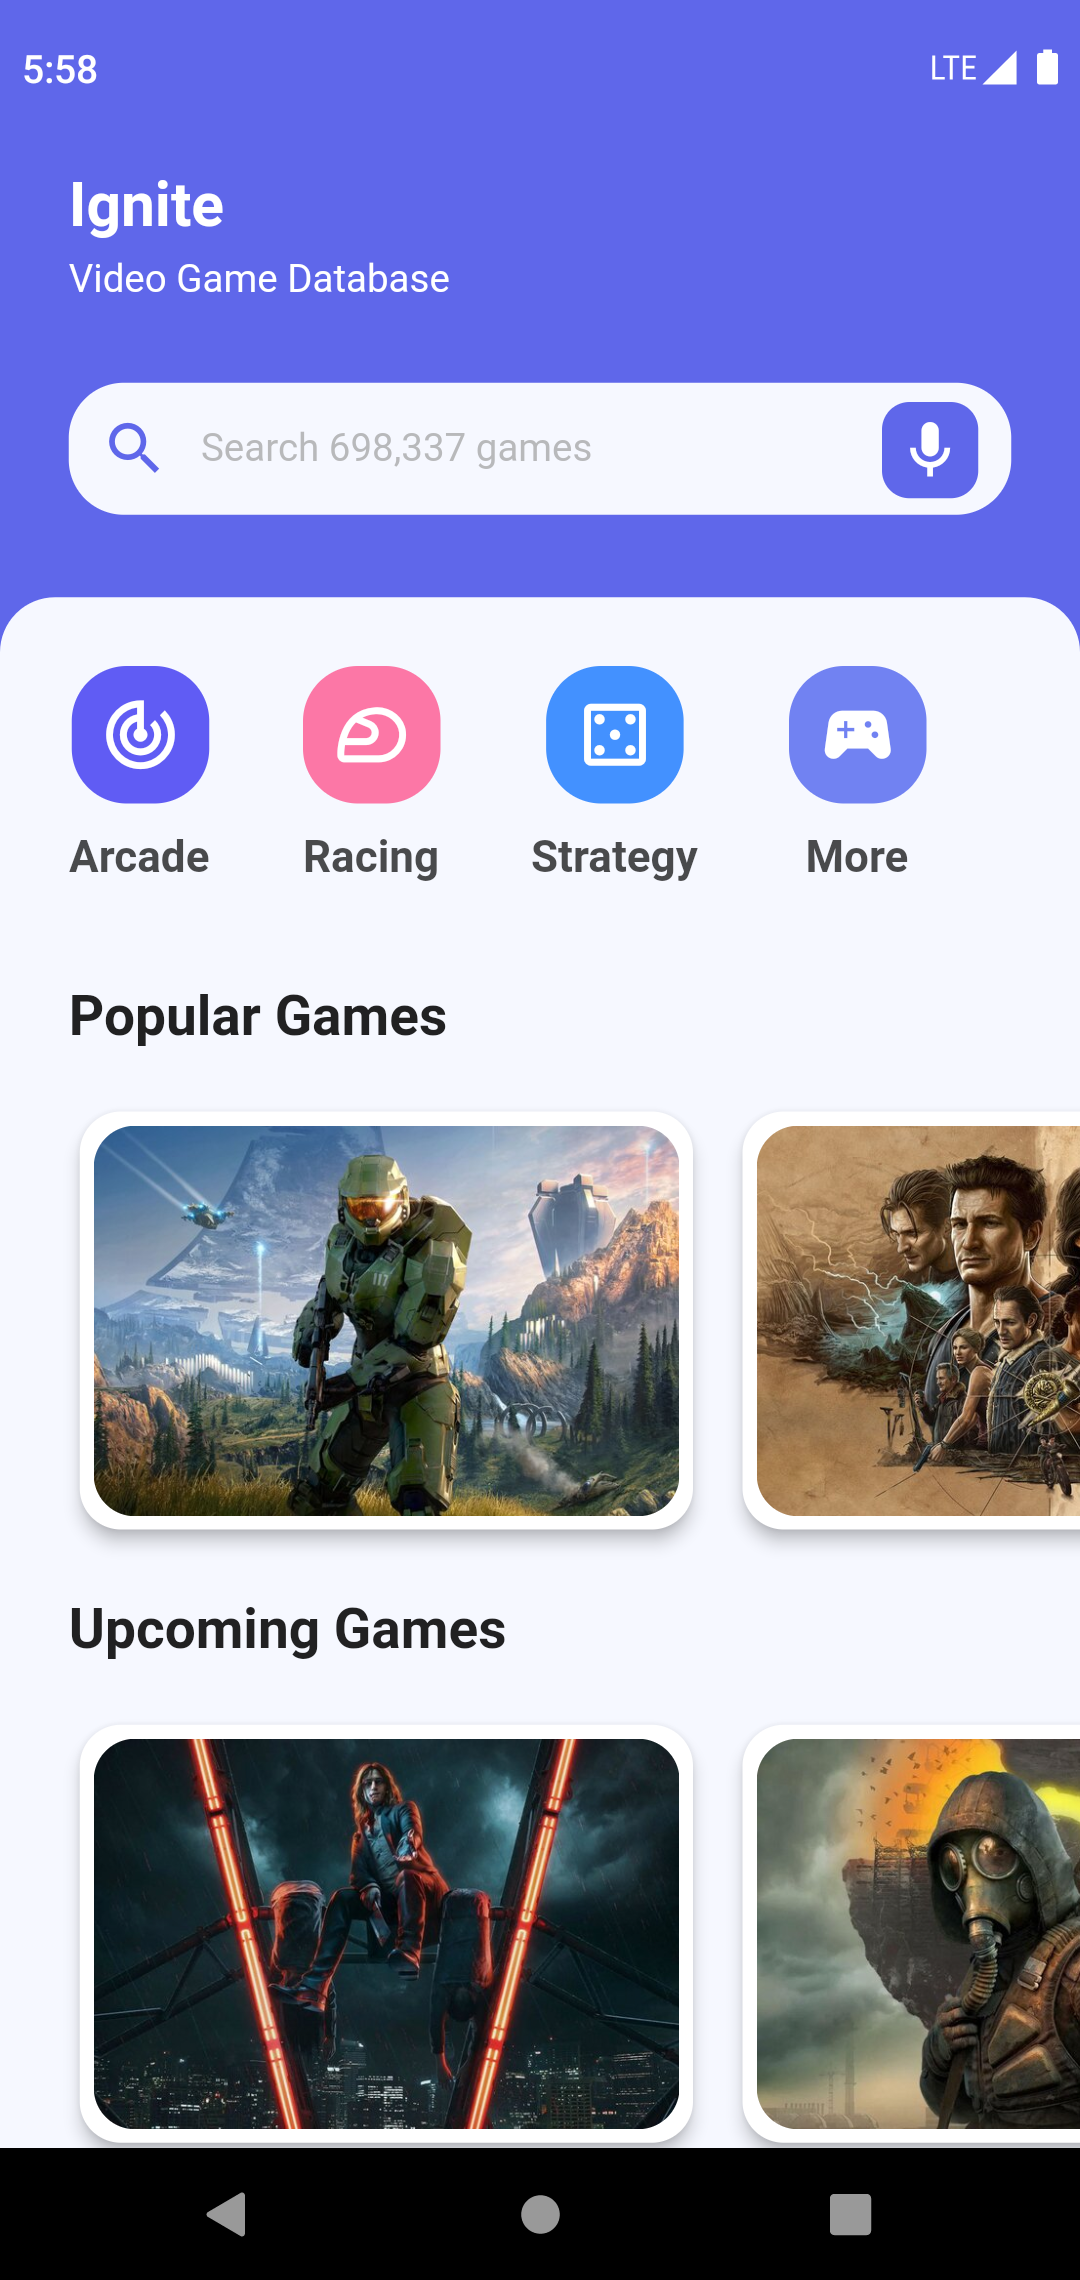 5:58
LTE
Ignite
Video Game Database
Search 698,337 games
Arcade
Racing
Strategy
More
Popular Games
117
Upcoming Games